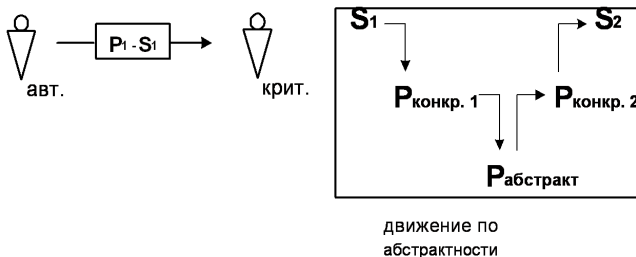 P1 - S1
авт.
крит.
S1
S2
Pконкр. 1
Pконкр. 2
Pабстракт
движение по
абстрактности